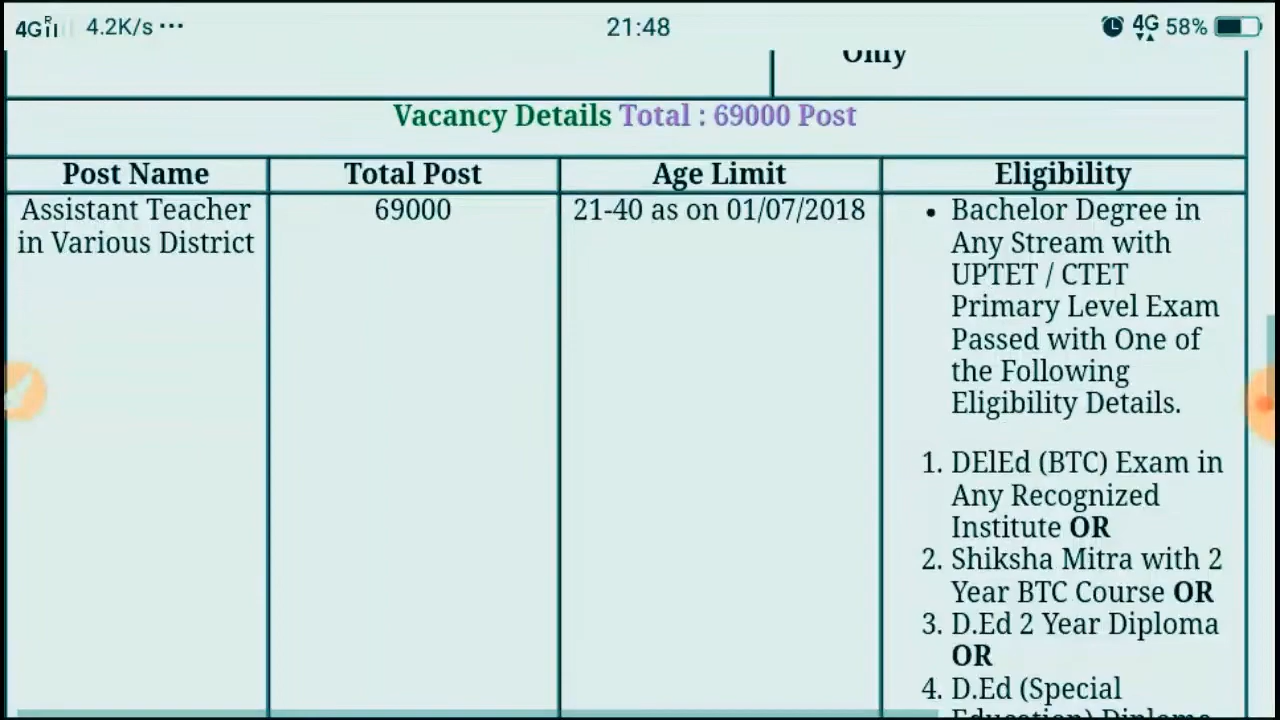 4G R 4.2K/s ··· 21:48 4G 58%
Only
Vacancy Details Total : 69000 Post
Post Name Total Post Age Limit Eligibility
Assistant Teacher
in Various District
69000
21-40 as on 01/07/2018
• Bachelor Degree in
Any Stream with
UPTET / CTET
Primary Level Exam
Passed with One of
the Following
Eligibility Details.
1. DElEd (BTC) Exam in
Any Recognized
Institute OR
2. Shiksha Mitra with 2
Year BTC Course OR
3. D.Ed 2 Year Diploma
OR
4. D.Ed (Special
Education) Diploma